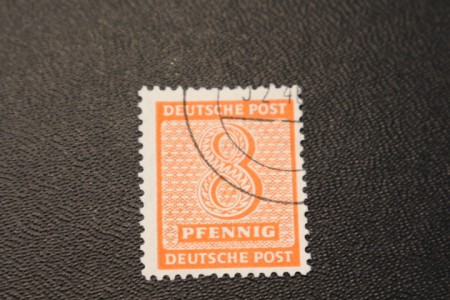 DEUTSCHE POST
8
PFENNIG
DEUTSCHE POST